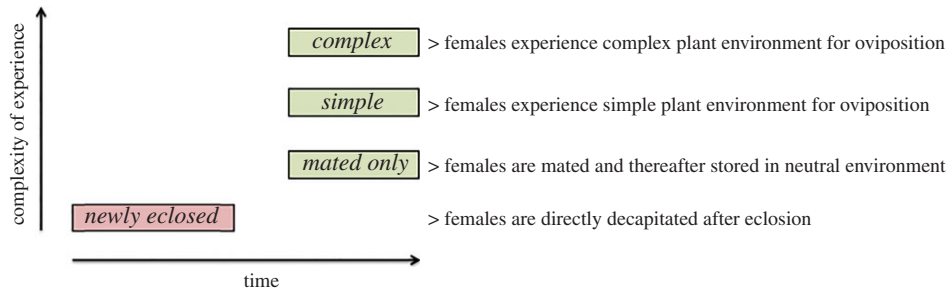 complexity of experience
complex > females experience complex plant environment for oviposition
simple > females experience simple plant environment for oviposition
mated only > females are mated and thereafter stored in neutral environment
newly eclosed > females are directly decapitated after eclosion
time